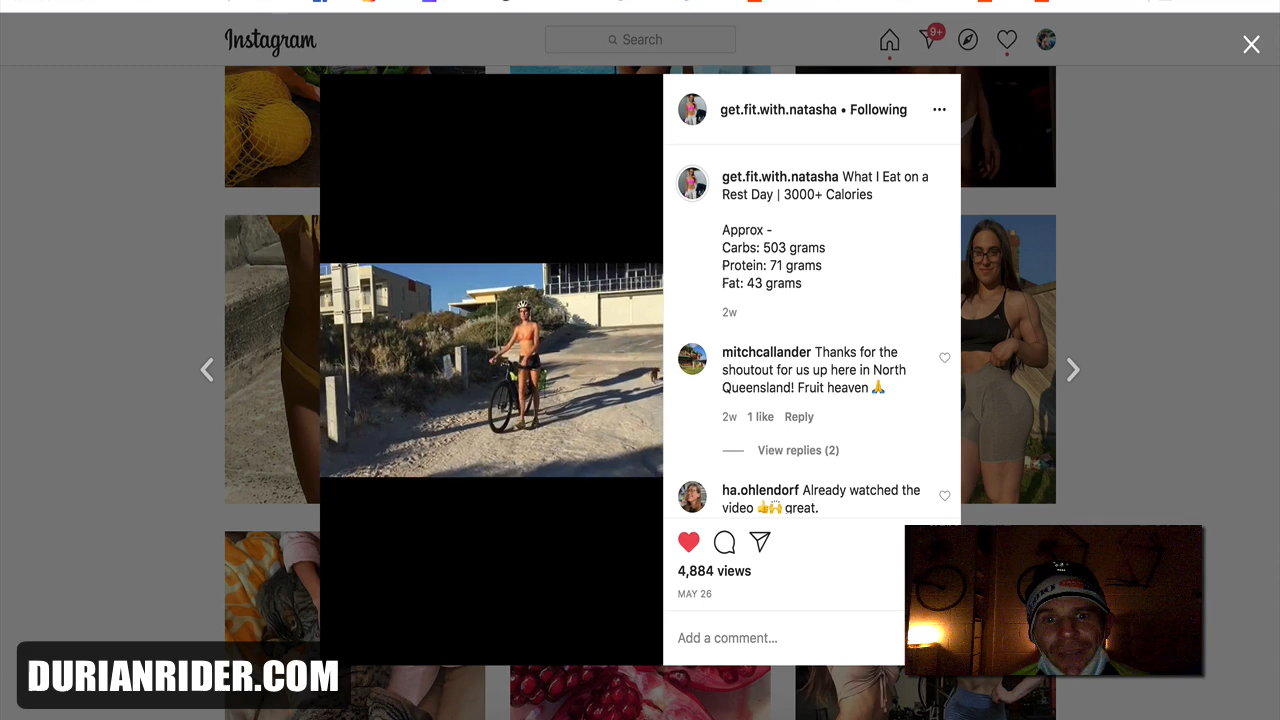 Instagram
Search
9+
get.fit.with.natasha • Following
get.fit.with.natasha What I Eat on a
Rest Day | 3000+ Calories
Approx -
Carbs: 503 grams
Protein: 71 grams
Fat: 43 grams
2w
mitchcallander Thanks for the
shoutout for us up here in North
Queensland! Fruit heaven 🙏
2w 1 like Reply
View replies (2)
ha.ohlendorf Already watched the
video 👍🙌 great.
4,884 views
MAY 26
Add a comment...
DURIANRIDER.COM